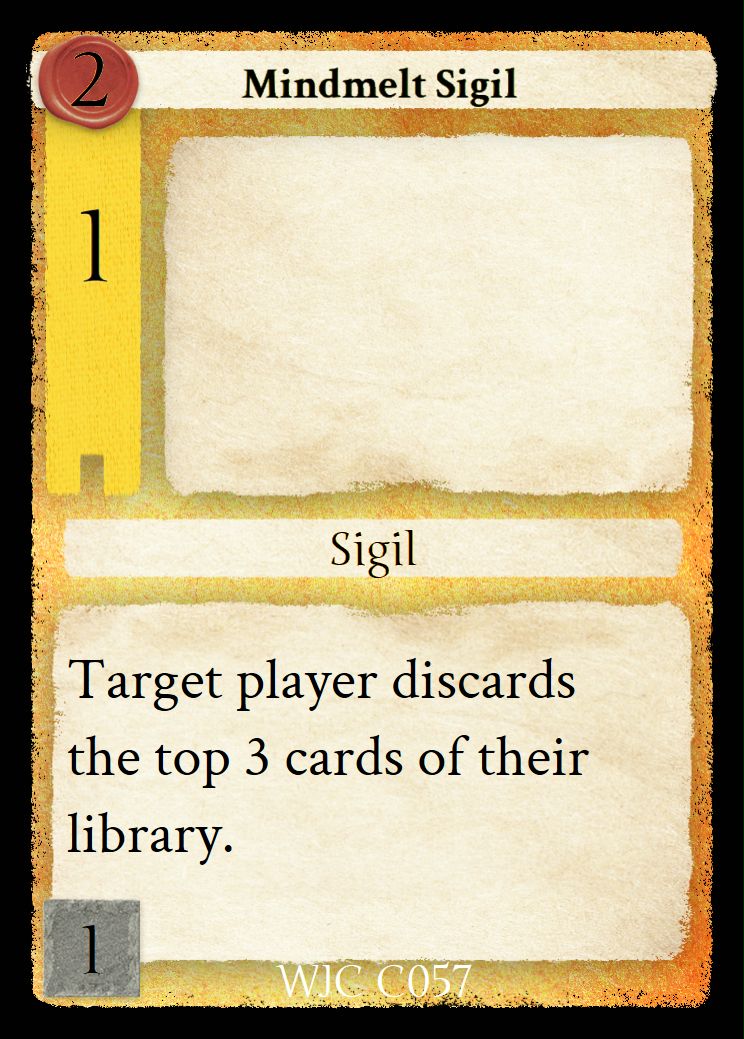 2
Mindmelt Sigil
1
Sigil
Target player discards
the top 3 cards of their
library.
1
WJC C057